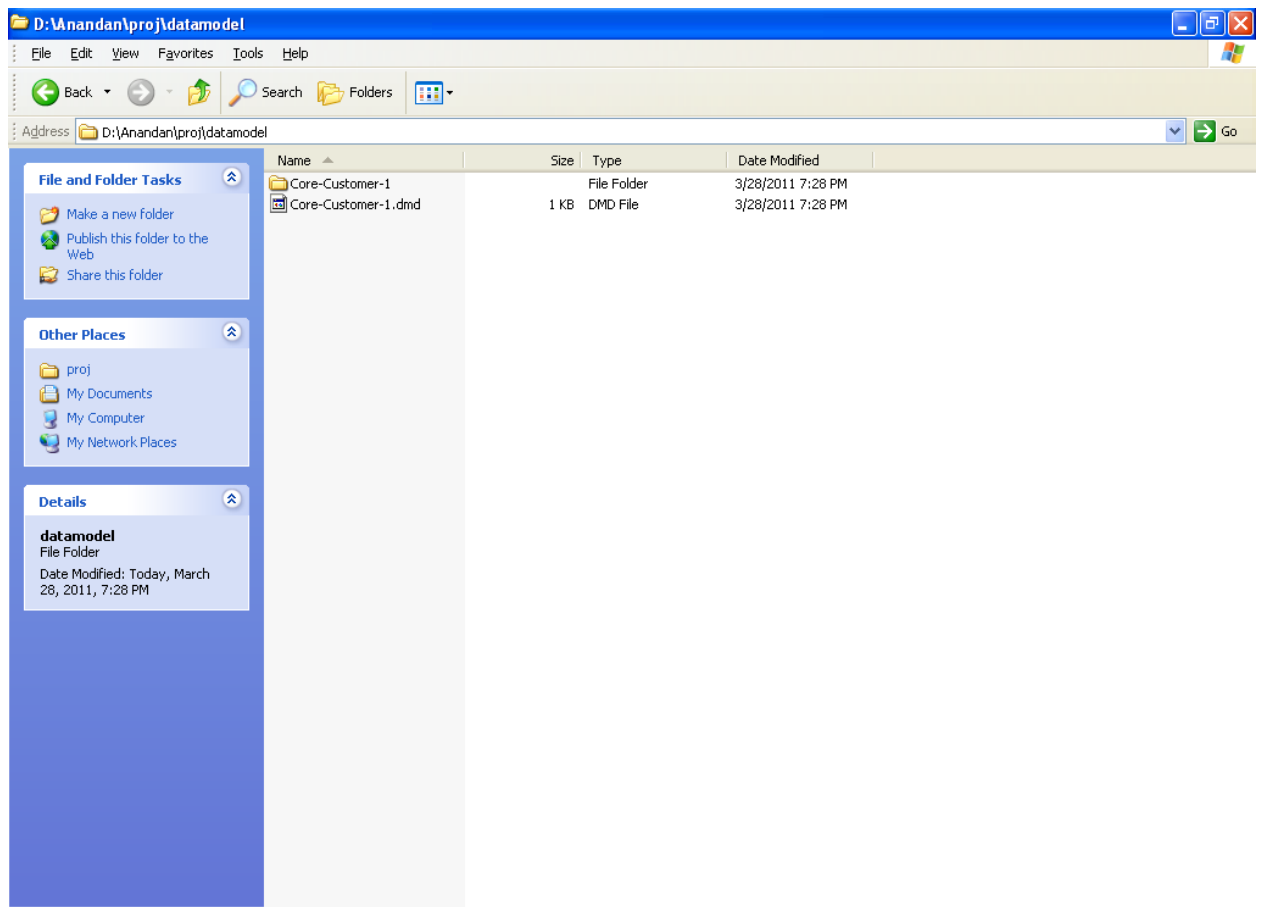 D:\Anandan\proj\datamodel
File Edit View Favorites Tools Help
Back Search Folders
Address D:\Anandan\proj\datamodel Go
File and Folder Tasks
Make a new folder
Publish this folder to the
Web
Share this folder
Other Places
proj
My Documents
My Computer
My Network Places
Details
datamodel
File Folder
Date Modified: Today, March
28, 2011, 7:28 PM
Name Size Type Date Modified
Core-Customer-1 File Folder 3/28/2011 7:28 PM
Core-Customer-1.dmd 1 KB DMD File 3/28/2011 7:28 PM